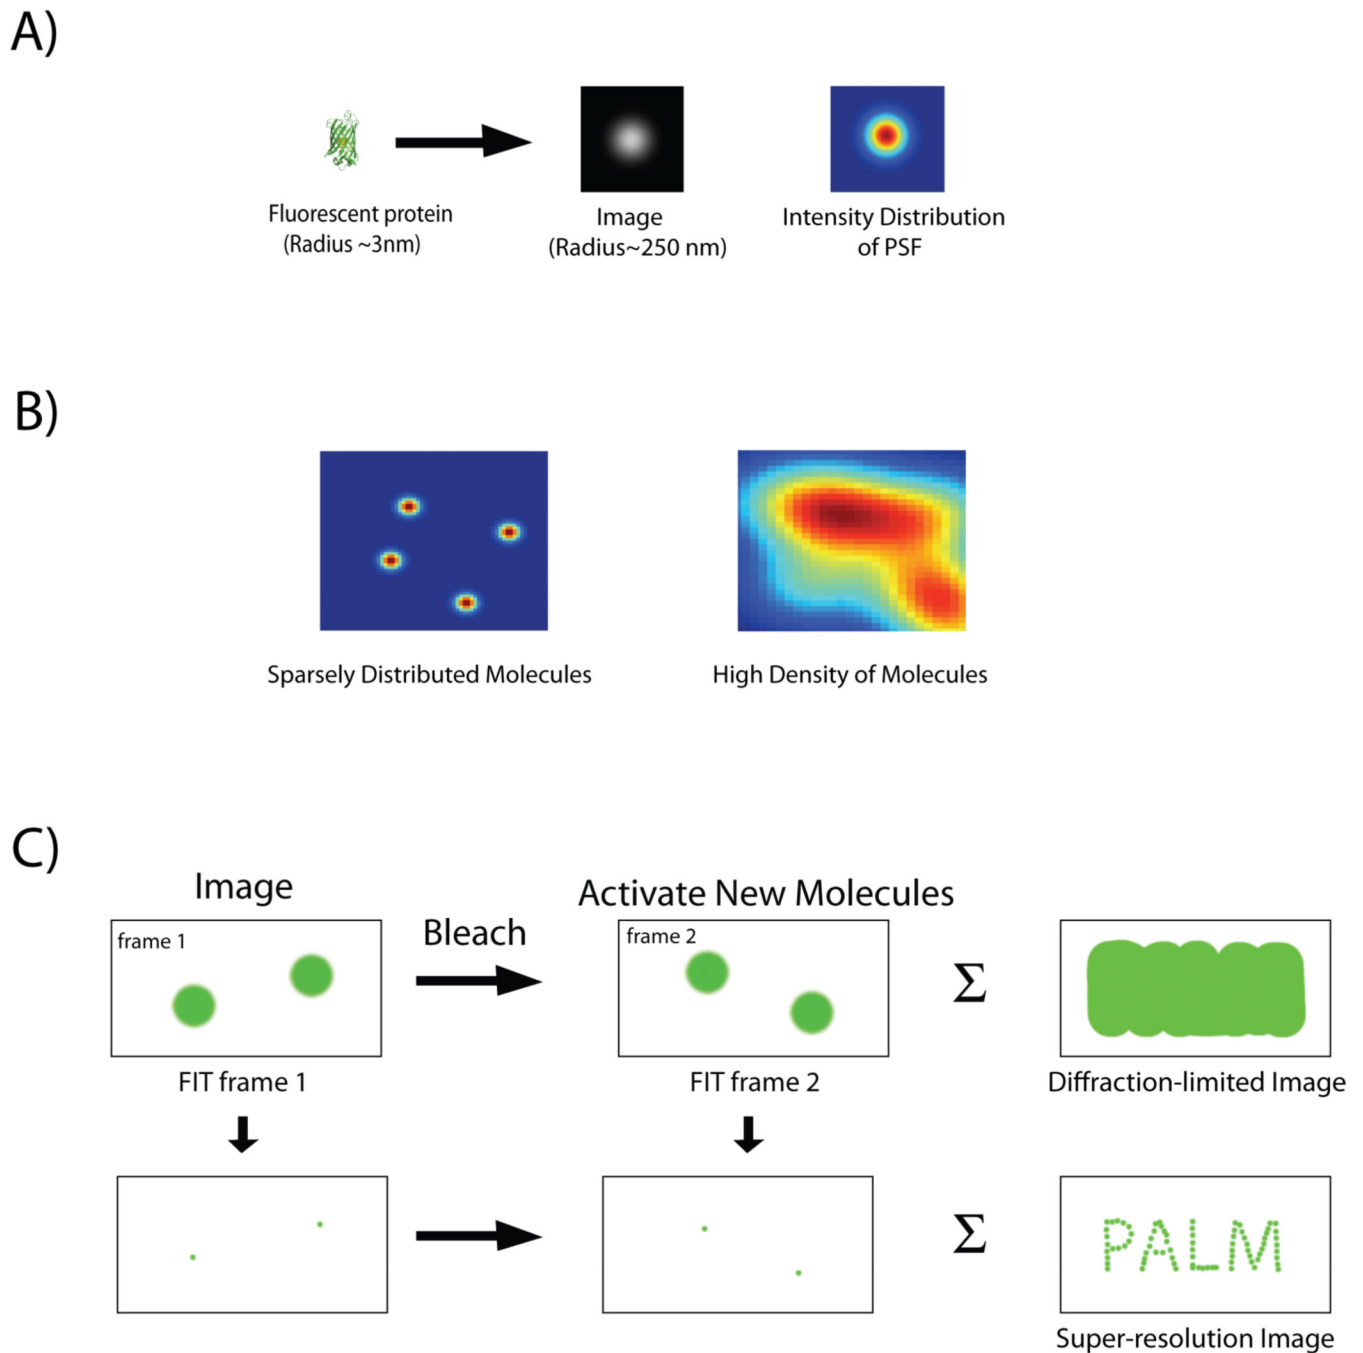 A)
Fluorescent protein
(Radius ~3nm)
Image
(Radius~250 nm)
Intensity Distribution
of PSF
B)
Sparsely Distributed Molecules
High Density of Molecules
C)
Image
Bleach
Activate New Molecules
frame 1
frame 2
Σ
FIT frame 1
FIT frame 2
Diffraction-limited Image
Σ
PALM
Super-resolution Image